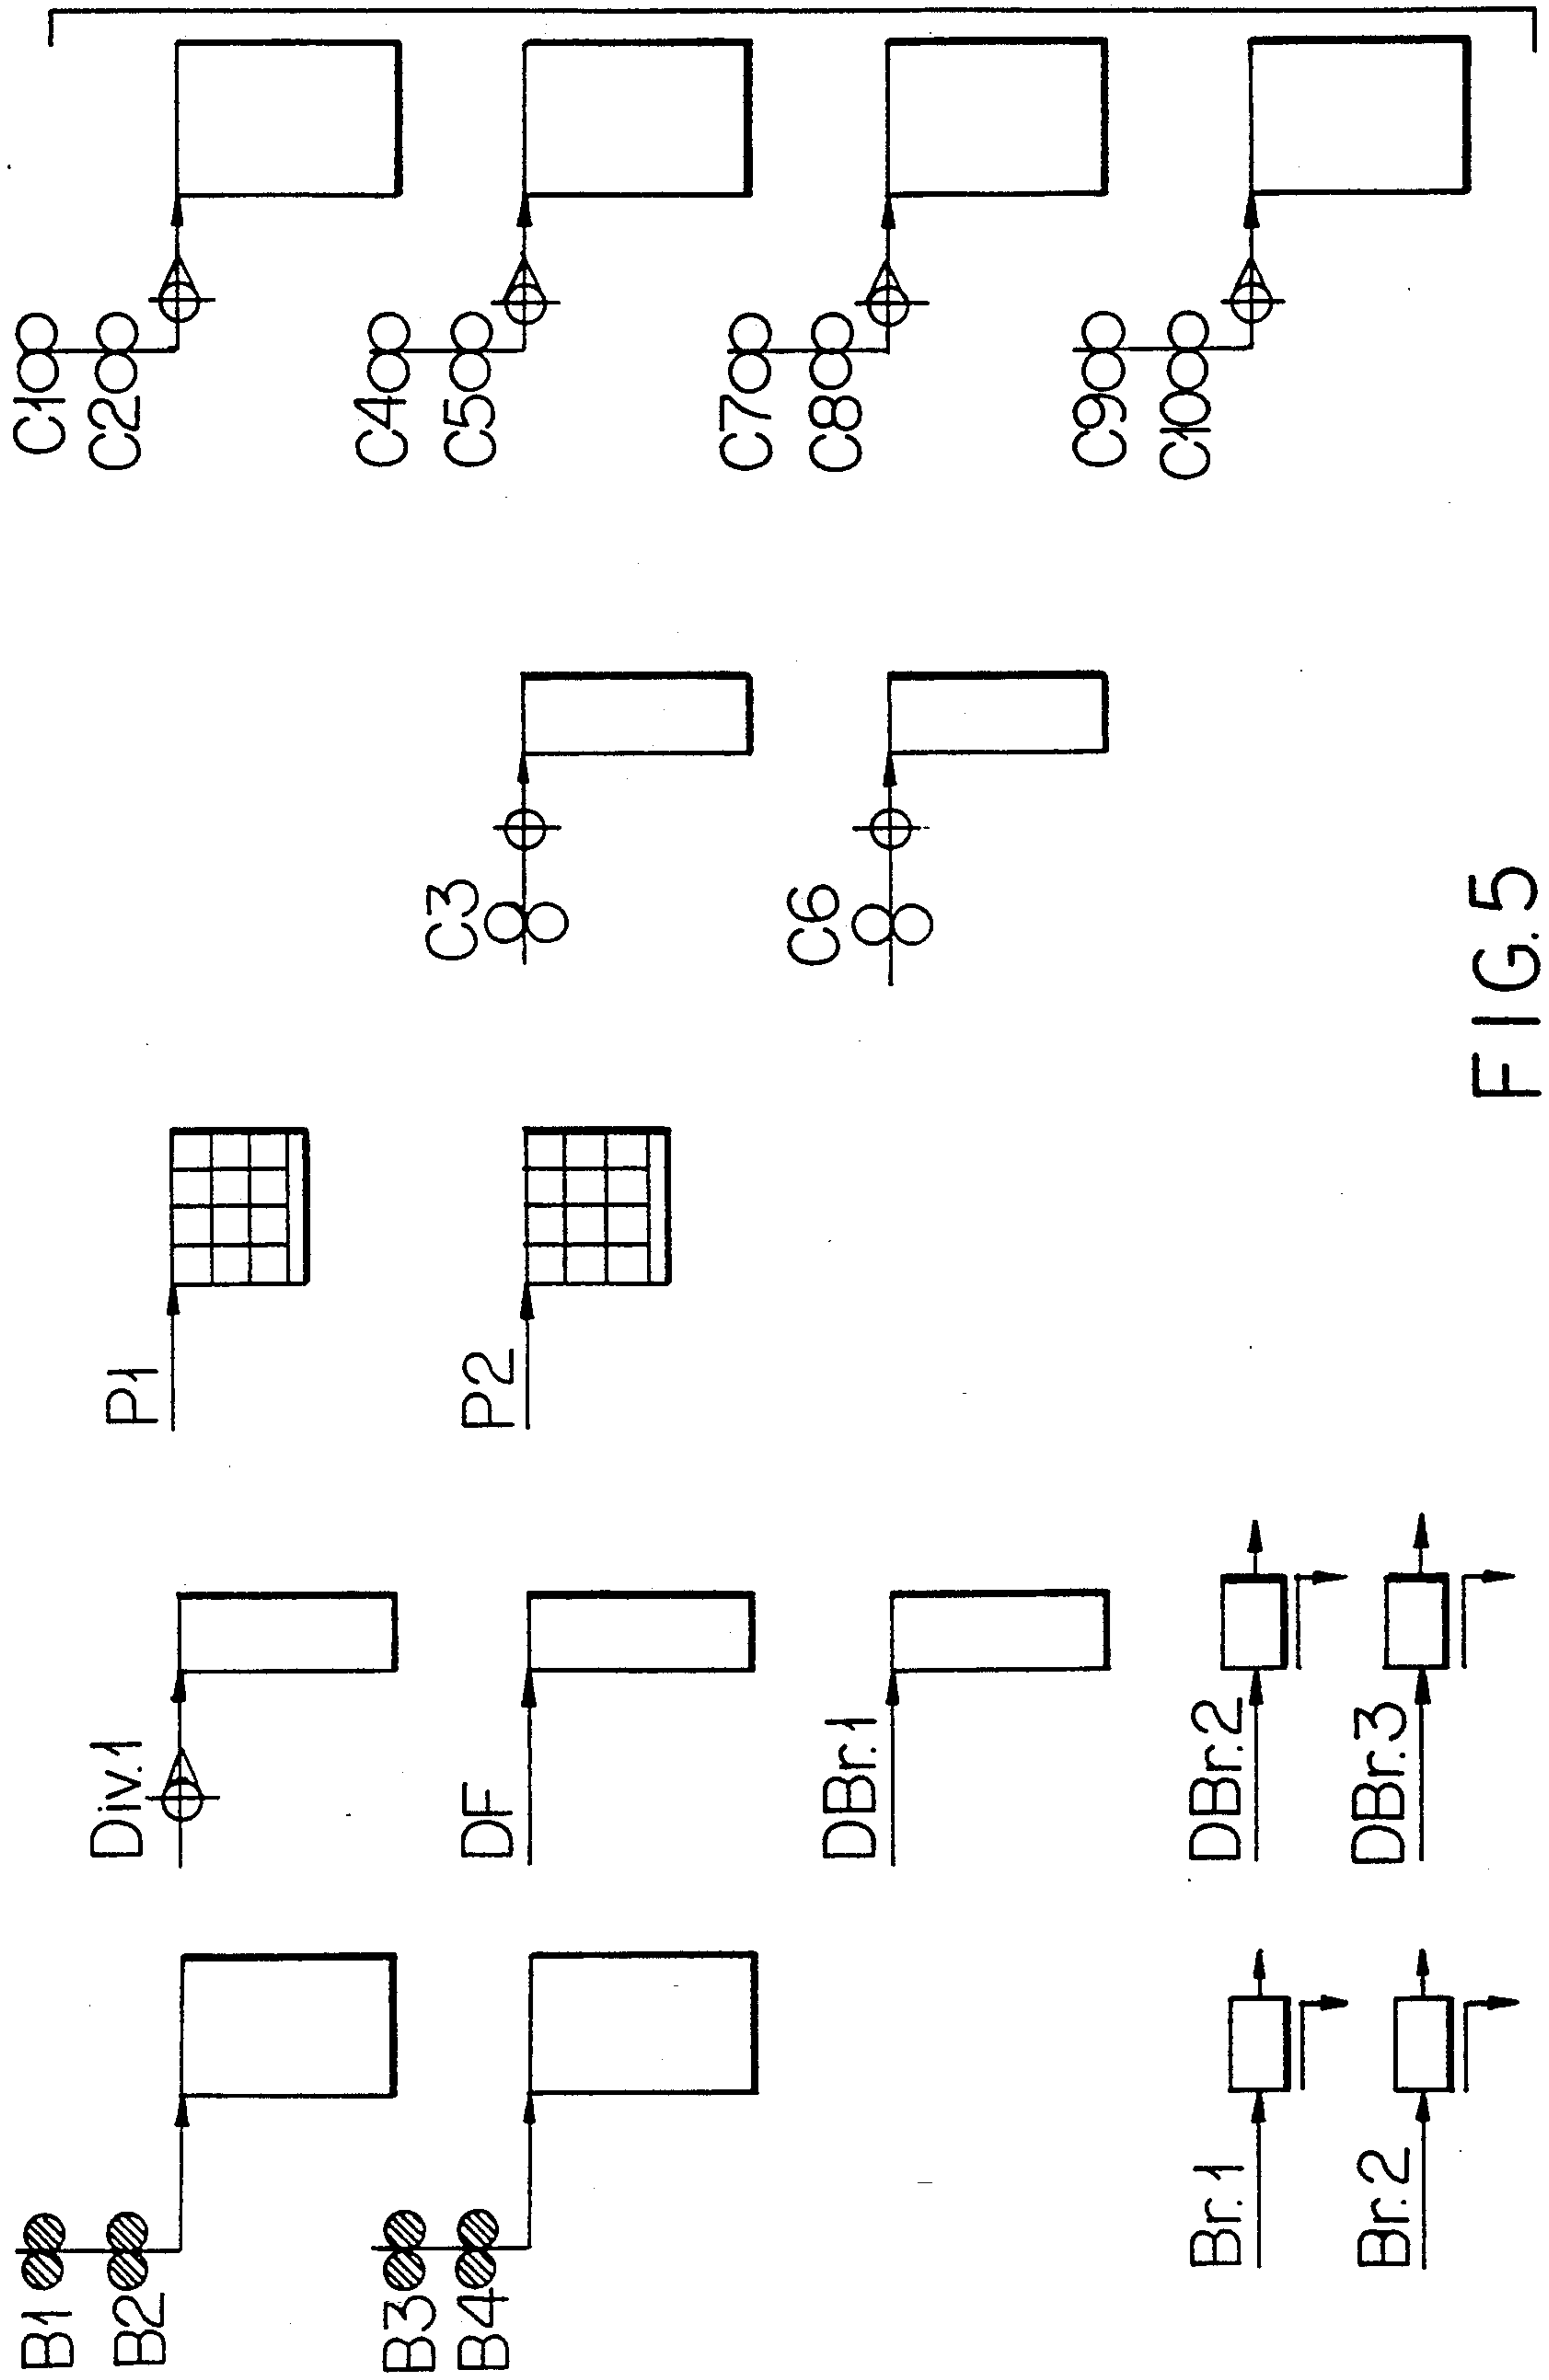 B1
B2
B3
B4
Br.1
Br.2
Div.1
DF
DBr.1
DBr.2
DBr.3
P1
P2
C3
C6
C1
C2
C4
C5
C7
C8
C9
C10
FIG.5